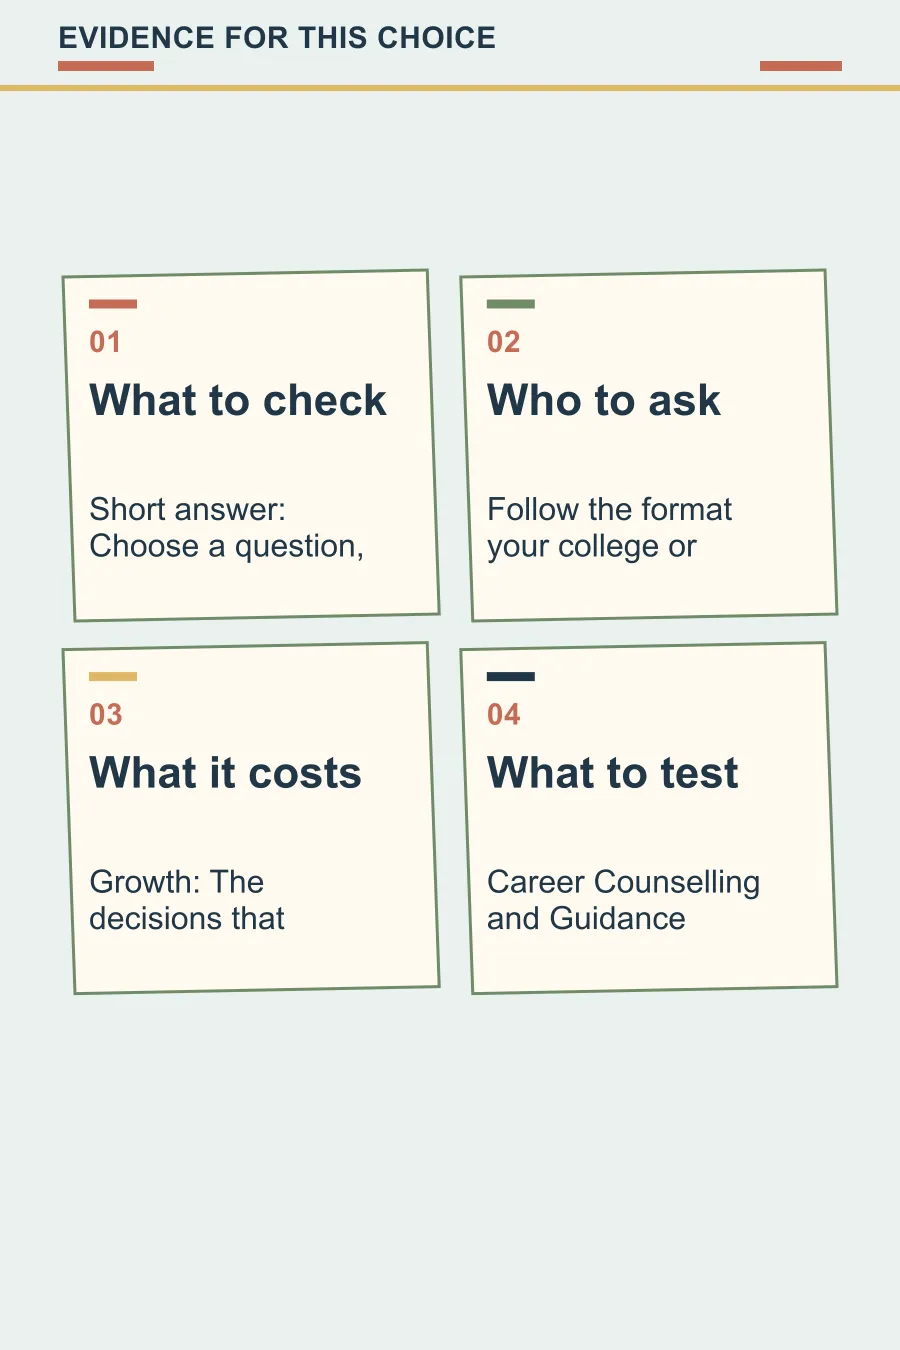 EVIDENCE FOR THIS CHOICE
01
What to check
Short answer:
Choose a question,
02
Who to ask
Follow the format
your college or
03
What it costs
Growth: The
decisions that
04
What to test
Career Counselling
and Guidance